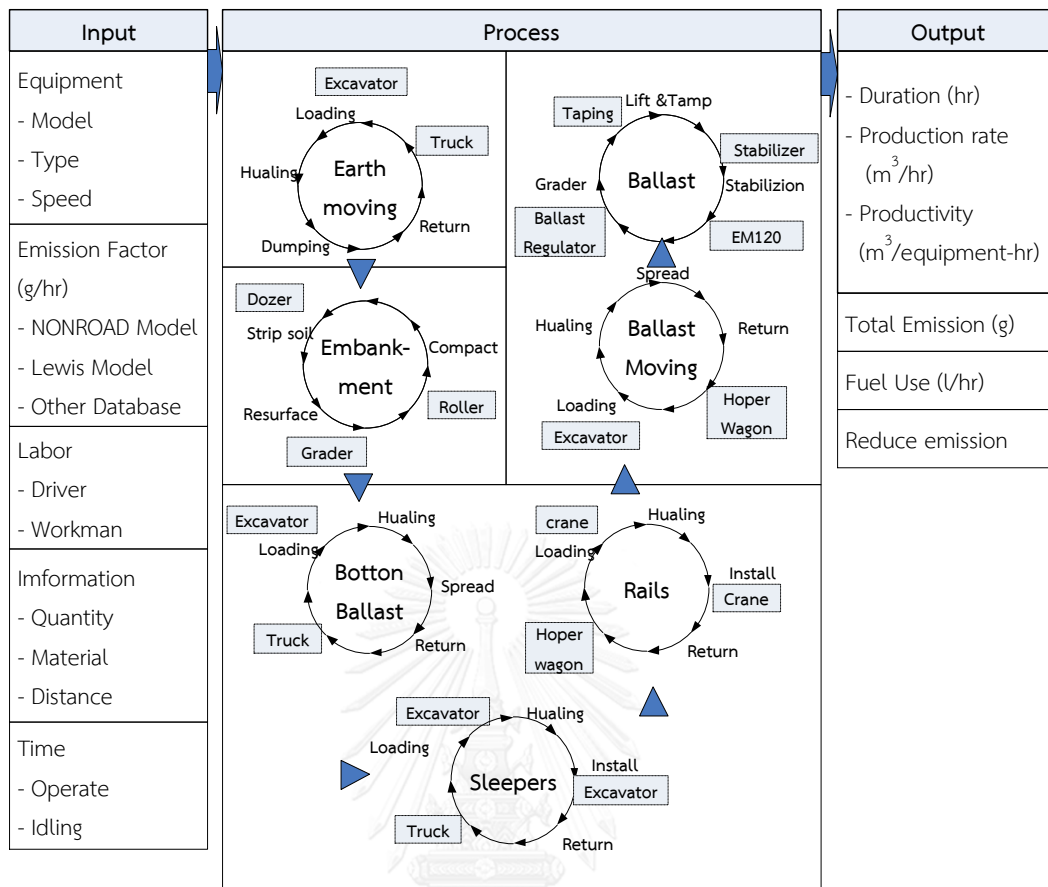 Input
Equipment
- Model
- Type
- Speed
Emission Factor
(g/hr)
- NONROAD Model
- Lewis Model
- Other Database
Labor
- Driver
- Workman
Imformation
- Quantity
- Material
- Distance
Time
- Operate
- Idling
Process
Excavator
Loading
Truck
Hualing
Earth
moving
Return
Dumping
Dozer
Strip soil
Embank-
ment
Compact
Resurface
Roller
Grader
Excavator
Hualing
Loading
Botton
Ballast
Spread
Truck
Return
Excavator
Hualing
Loading
Sleepers
Install
Excavator
Truck
Return
crane
Hualing
Loading
Rails
Install
Crane
Hoper
wagon
Return
Spread
Hualing
Ballast
Moving
Return
Loading
Hoper
Wagon
Excavator
Lift &Tamp
Taping
Stabilizer
Grader
Ballast
Stabilizion
Ballast
Regulator
EM120
Output
- Duration (hr)
- Production rate
(m³/hr)
- Productivity
(m³/equipment-hr)
Total Emission (g)
Fuel Use (l/hr)
Reduce emission